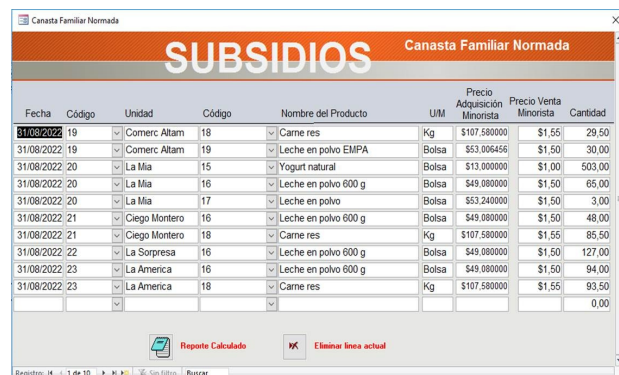 Canasta Familiar Normada
SUBSIDIOS
Canasta Familiar Normada
Fecha Código Unidad Código Nombre del Producto U/M Precio Adquisición Minorista Precio Venta Minorista Cantidad
31/08/2022 19 Comerc Altam 18 Carne res Kg $107,580000 $1,55 29,50
31/08/2022 19 Comerc Altam 19 Leche en polvo EMPA Bolsa $53,006456 $1,50 30,00
31/08/2022 20 La Mia 15 Yogurt natural Bolsa $13,000000 $1,00 503,00
31/08/2022 20 La Mia 16 Leche en polvo 600 g Bolsa $49,080000 $1,50 65,00
31/08/2022 20 La Mia 17 Leche en polvo Bolsa $53,240000 $1,50 3,00
31/08/2022 21 Ciego Montero 16 Leche en polvo 600 g Bolsa $49,080000 $1,50 48,00
31/08/2022 21 Ciego Montero 18 Carne res Kg $107,580000 $1,55 85,50
31/08/2022 22 La Sorpresa 16 Leche en polvo 600 g Bolsa $49,080000 $1,50 127,00
31/08/2022 23 La America 16 Leche en polvo 600 g Bolsa $49,080000 $1,50 94,00
31/08/2022 23 La America 18 Carne res Kg $107,580000 $1,55 93,50
0,00
Reporte Calculado
Eliminar linea actual
Registro: 1 de 10 Sin filtro Buscar